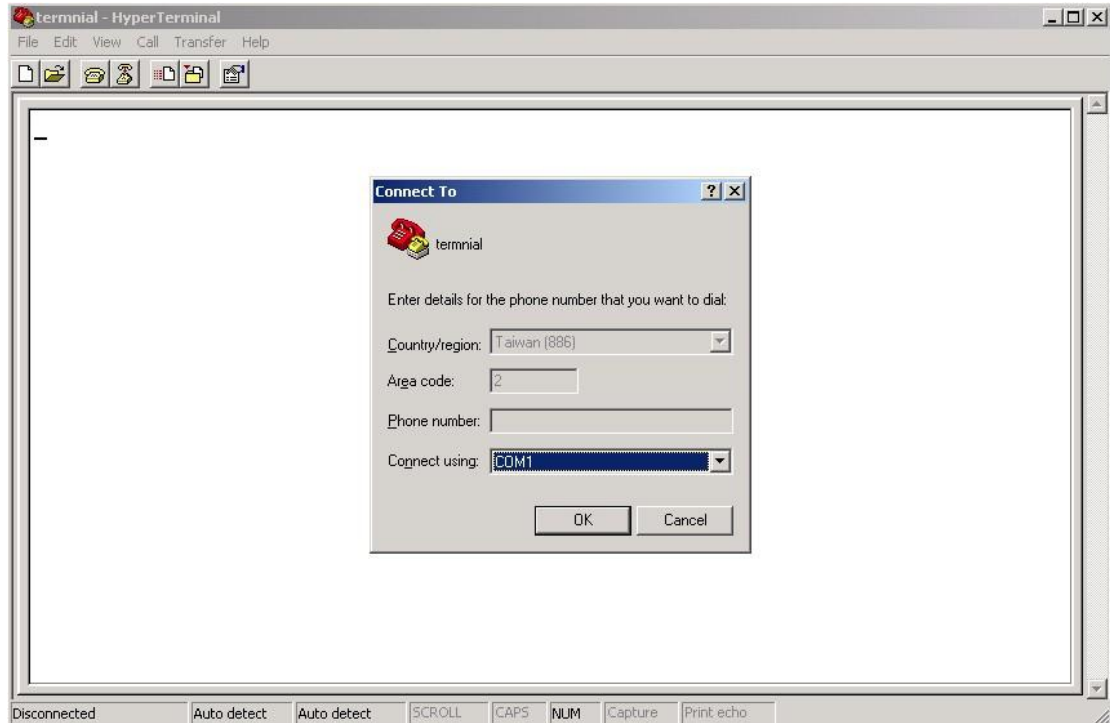 termnial - HyperTerminal
File Edit View Call Transfer Help
Connect To
termnial
Enter details for the phone number that you want to dial:
Country/region: Taiwan (886)
Area code: 2
Phone number:
Connect using: COM1
OK Cancel
Disconnected Auto detect Auto detect SCROLL CAPS NUM Capture Print echo